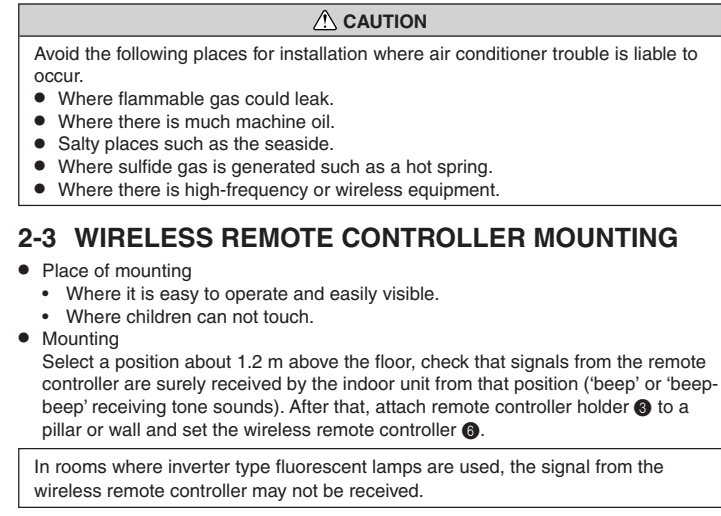 ⚠ CAUTION
Avoid the following places for installation where air conditioner trouble is liable to
occur.
● Where flammable gas could leak.
● Where there is much machine oil.
● Salty places such as the seaside.
● Where sulfide gas is generated such as a hot spring.
● Where there is high-frequency or wireless equipment.
2-3 WIRELESS REMOTE CONTROLLER MOUNTING
● Place of mounting
• Where it is easy to operate and easily visible.
• Where children can not touch.
● Mounting
Select a position about 1.2 m above the floor, check that signals from the remote
controller are surely received by the indoor unit from that position (‘beep’ or ‘beep-
beep’ receiving tone sounds). After that, attach remote controller holder ❸ to a
pillar or wall and set the wireless remote controller ❻.
In rooms where inverter type fluorescent lamps are used, the signal from the
wireless remote controller may not be received.